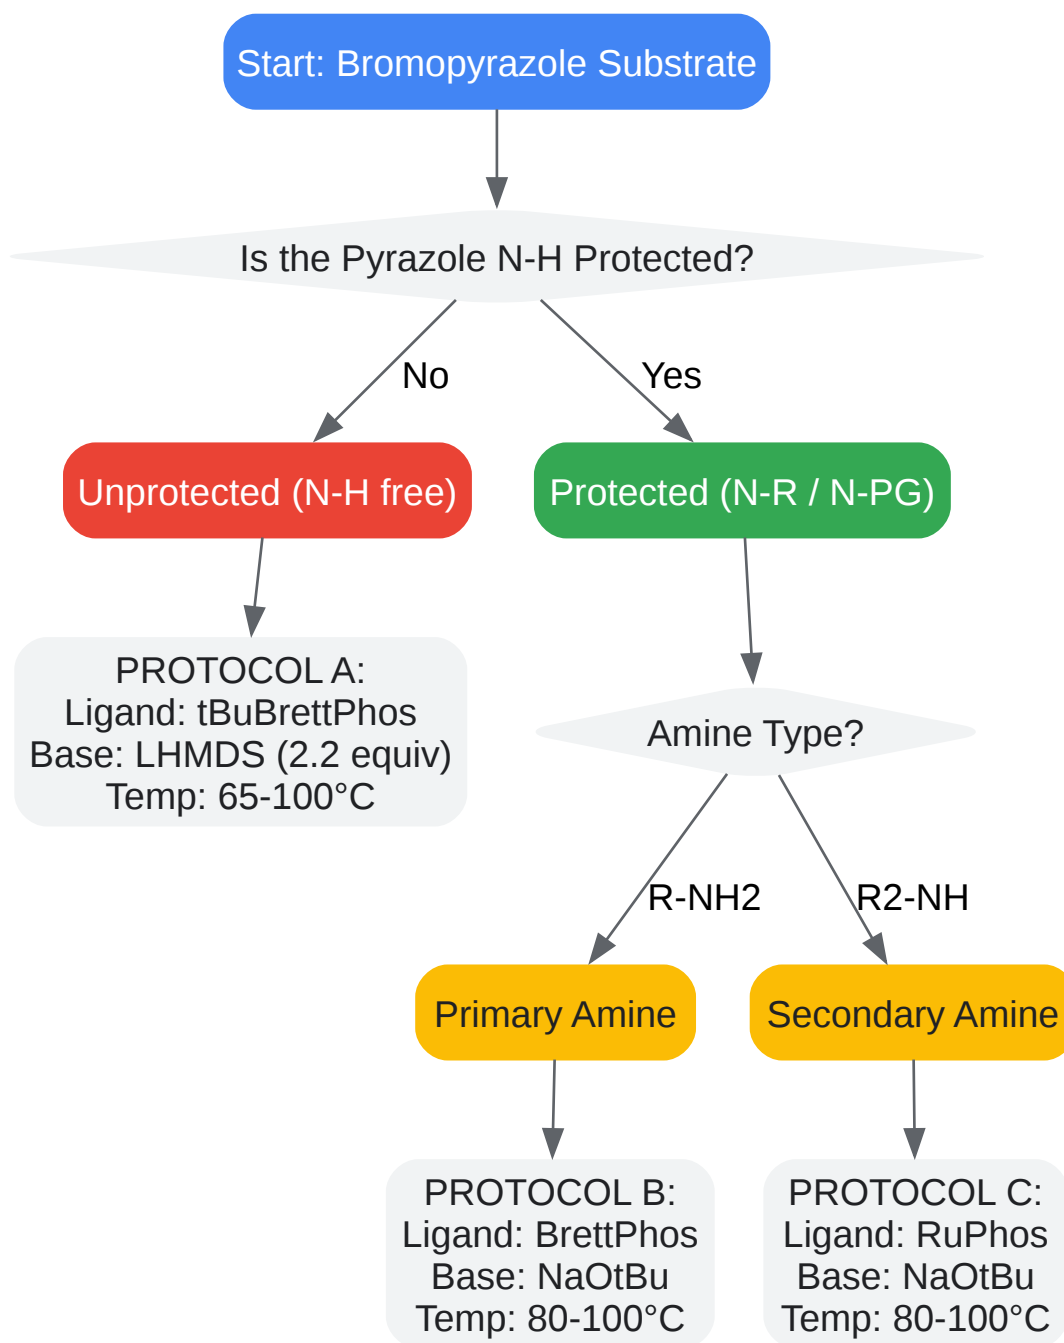 Start: Bromopyrazole Substrate
Is the Pyrazole N-H Protected?
No
Yes
Unprotected (N-H free)
Protected (N-R / N-PG)
PROTOCOL A:
Ligand: tBuBrettPhos
Base: LHMDS (2.2 equiv)
Temp: 65-100°C
Amine Type?
R-NH2
R2-NH
Primary Amine
Secondary Amine
PROTOCOL B:
Ligand: BrettPhos
Base: NaOtBu
Temp: 80-100°C
PROTOCOL C:
Ligand: RuPhos
Base: NaOtBu
Temp: 80-100°C